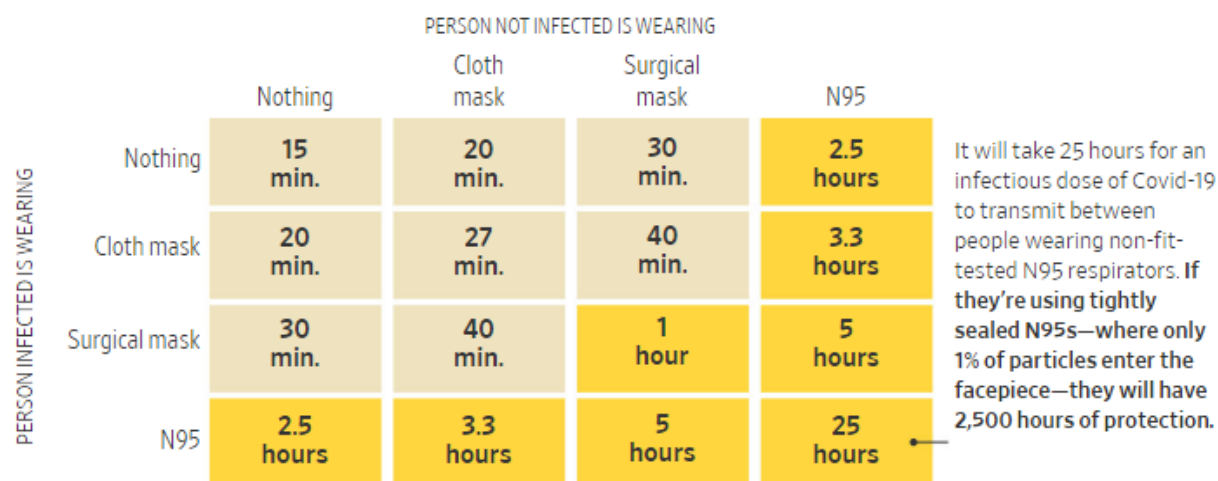 PERSON NOT INFECTED IS WEARING
Nothing
Cloth
mask
Surgical
mask
N95
PERSON INFECTED IS WEARING
Nothing
15
min.
20
min.
30
min.
2.5
hours
Cloth mask
20
min.
27
min.
40
min.
3.3
hours
Surgical mask
30
min.
40
min.
1
hour
5
hours
N95
2.5
hours
3.3
hours
5
hours
25
hours
It will take 25 hours for an
infectious dose of Covid-19
to transmit between
people wearing non-fit-
tested N95 respirators. If
they’re using tightly
sealed N95s—where only
1% of particles enter the
facepiece—they will have
2,500 hours of protection.